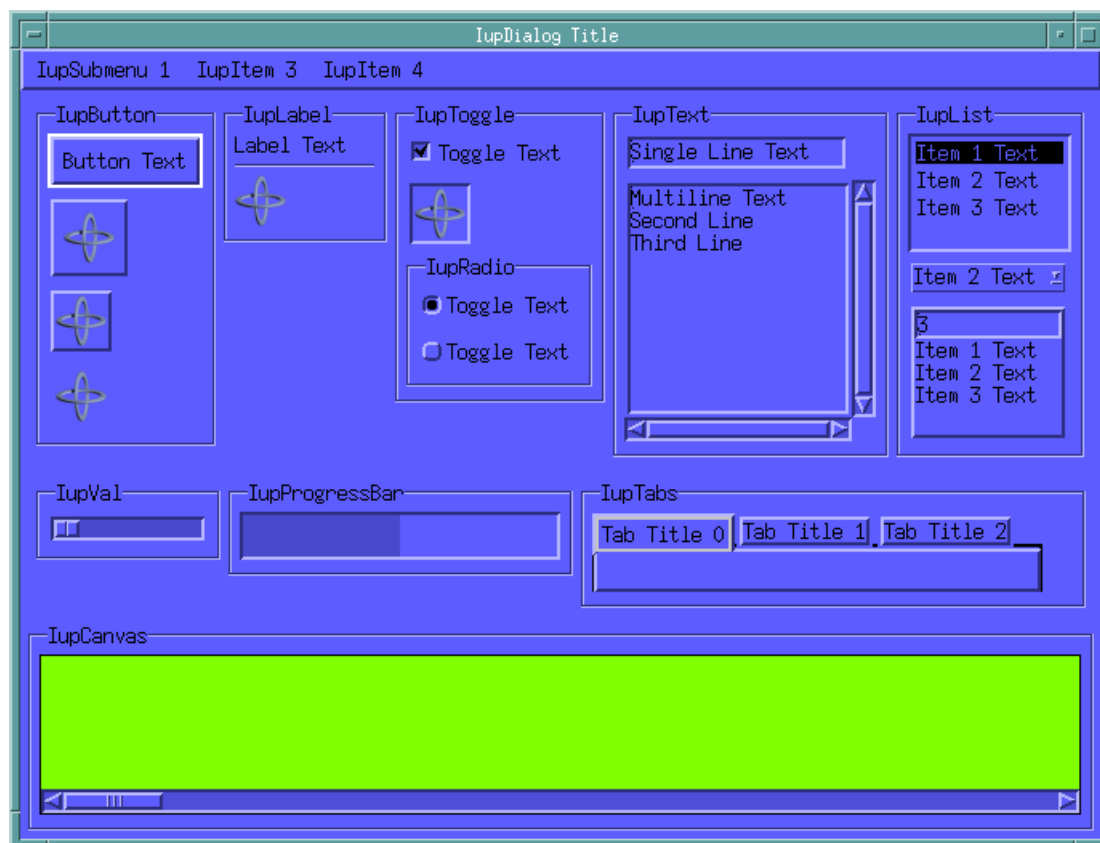 IupDialog Title
IupSubmenu 1 IupItem 3 IupItem 4
IupButton
Button Text
IupLabel
Label Text
IupToggle
Toggle Text
IupRadio
Toggle Text
Toggle Text
IupText
Single Line Text
Multiline Text
Second Line
Third Line
IupList
Item 1 Text
Item 2 Text
Item 3 Text
Item 2 Text
3
Item 1 Text
Item 2 Text
Item 3 Text
IupVal
IupProgressBar
IupTabs
Tab Title 0 Tab Title 1 Tab Title 2
IupCanvas